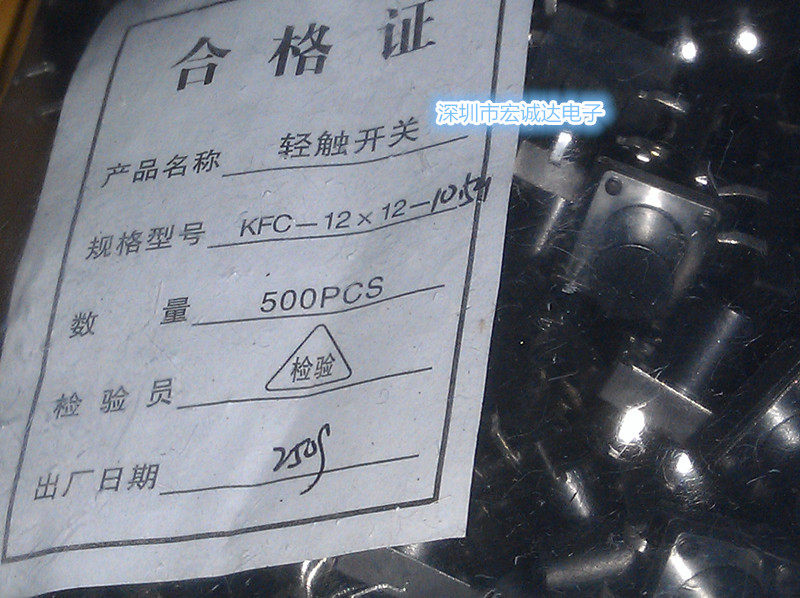 合格证
深圳市宏诚达电子
产品名称 轻触开关
规格型号 KFC-12×12-10.5H
数量 500PCS
检验员 检验
出厂日期